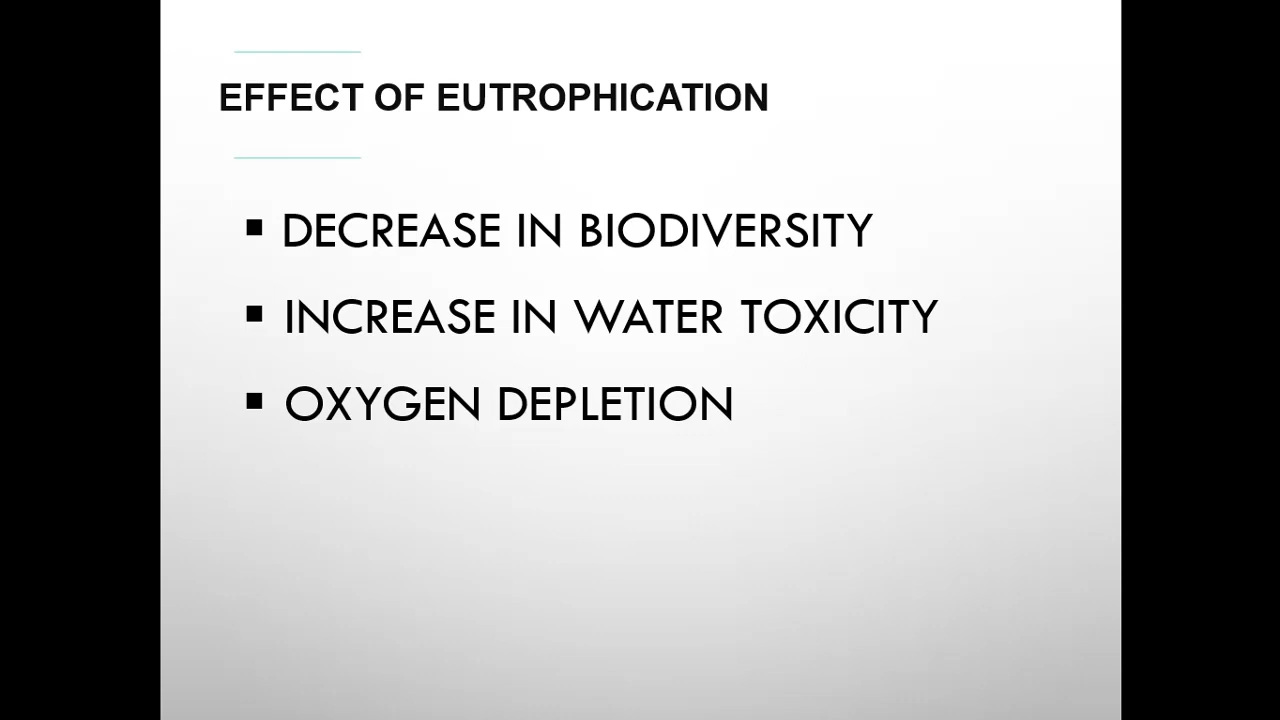 EFFECT OF EUTROPHICATION
▪ DECREASE IN BIODIVERSITY
▪ INCREASE IN WATER TOXICITY
▪ OXYGEN DEPLETION